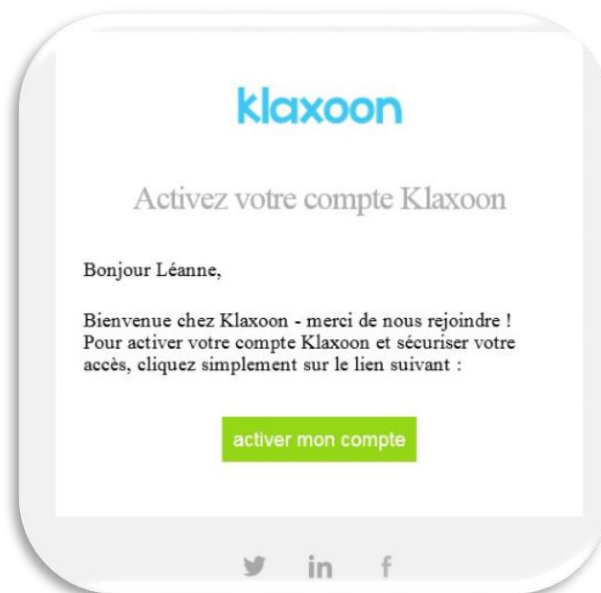 klaxoon
Activez votre compte Klaxoon
Bonjour Léanne,
Bienvenue chez Klaxoon - merci de nous rejoindre !
Pour activer votre compte Klaxoon et sécuriser votre
accès, cliquez simplement sur le lien suivant :
activer mon compte